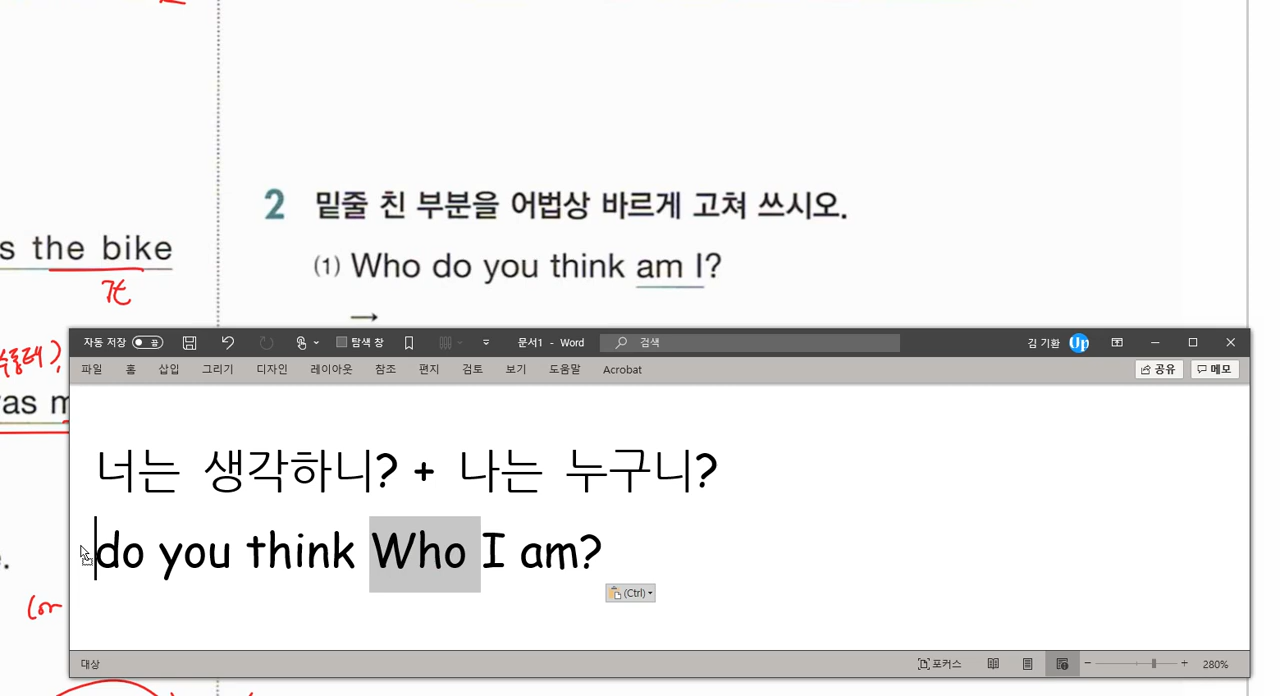 s the bike
것
2 밑줄 친 부분을 어법상 바르게 고쳐 쓰시오.
(1) Who do you think am I?
→
수동태)
as m
(or
자동 저장 끔 탐색 창 문서1 - Word 검색 김 기환 Up
파일 홈 삽입 그리기 디자인 레이아웃 참조 편지 검토 보기 도움말 Acrobat 공유 메모
너는 생각하니? + 나는 누구니?
do you think Who I am?
(Ctrl)
대상 포커스 280%